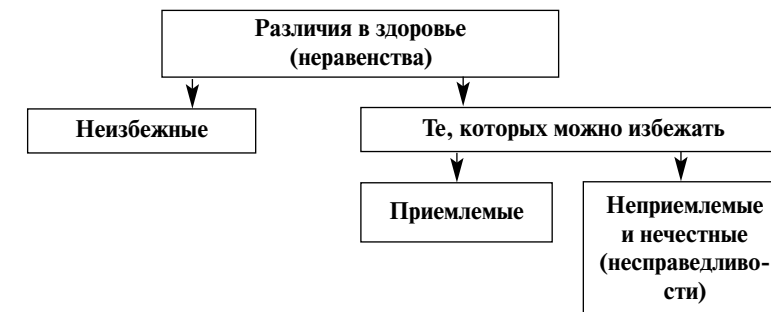 Различия в здоровье
(неравенства)
Неизбежные
Те, которых можно избежать
Приемлемые
Неприемлемые
и нечестные
(несправедливо-
сти)